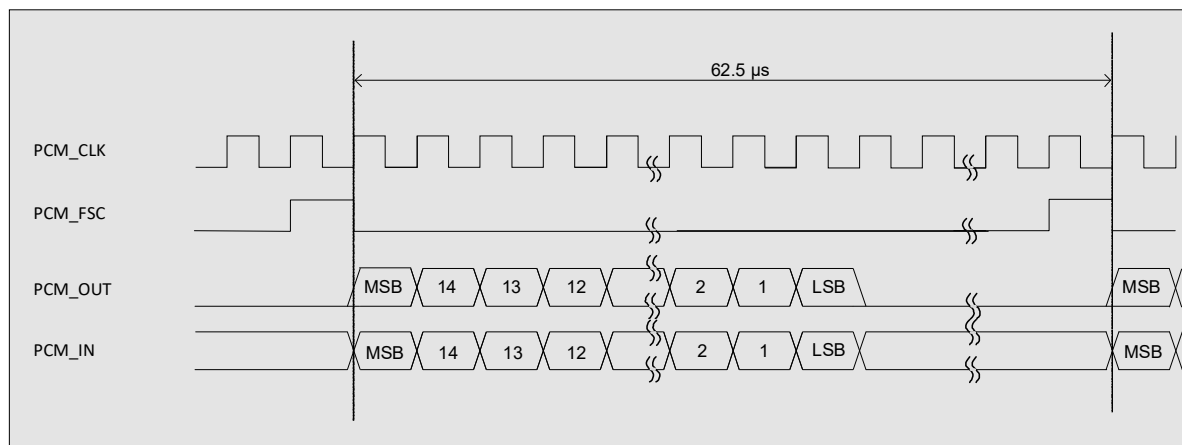 62.5 µs
PCM_CLK
PCM_FSC
PCM_OUT MSB 14 13 12 2 1 LSB MSB
PCM_IN MSB 14 13 12 2 1 LSB MSB